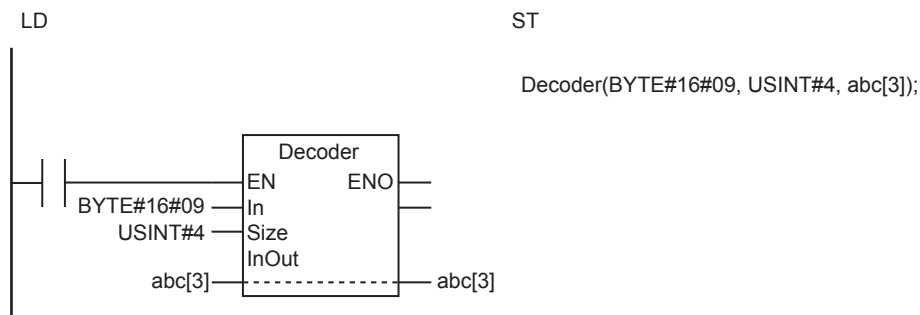 LD
ST
Decoder(BYTE#16#09, USINT#4, abc[3]);
Decoder
EN ENO
BYTE#16#09 In
USINT#4 Size
InOut
abc[3] abc[3]